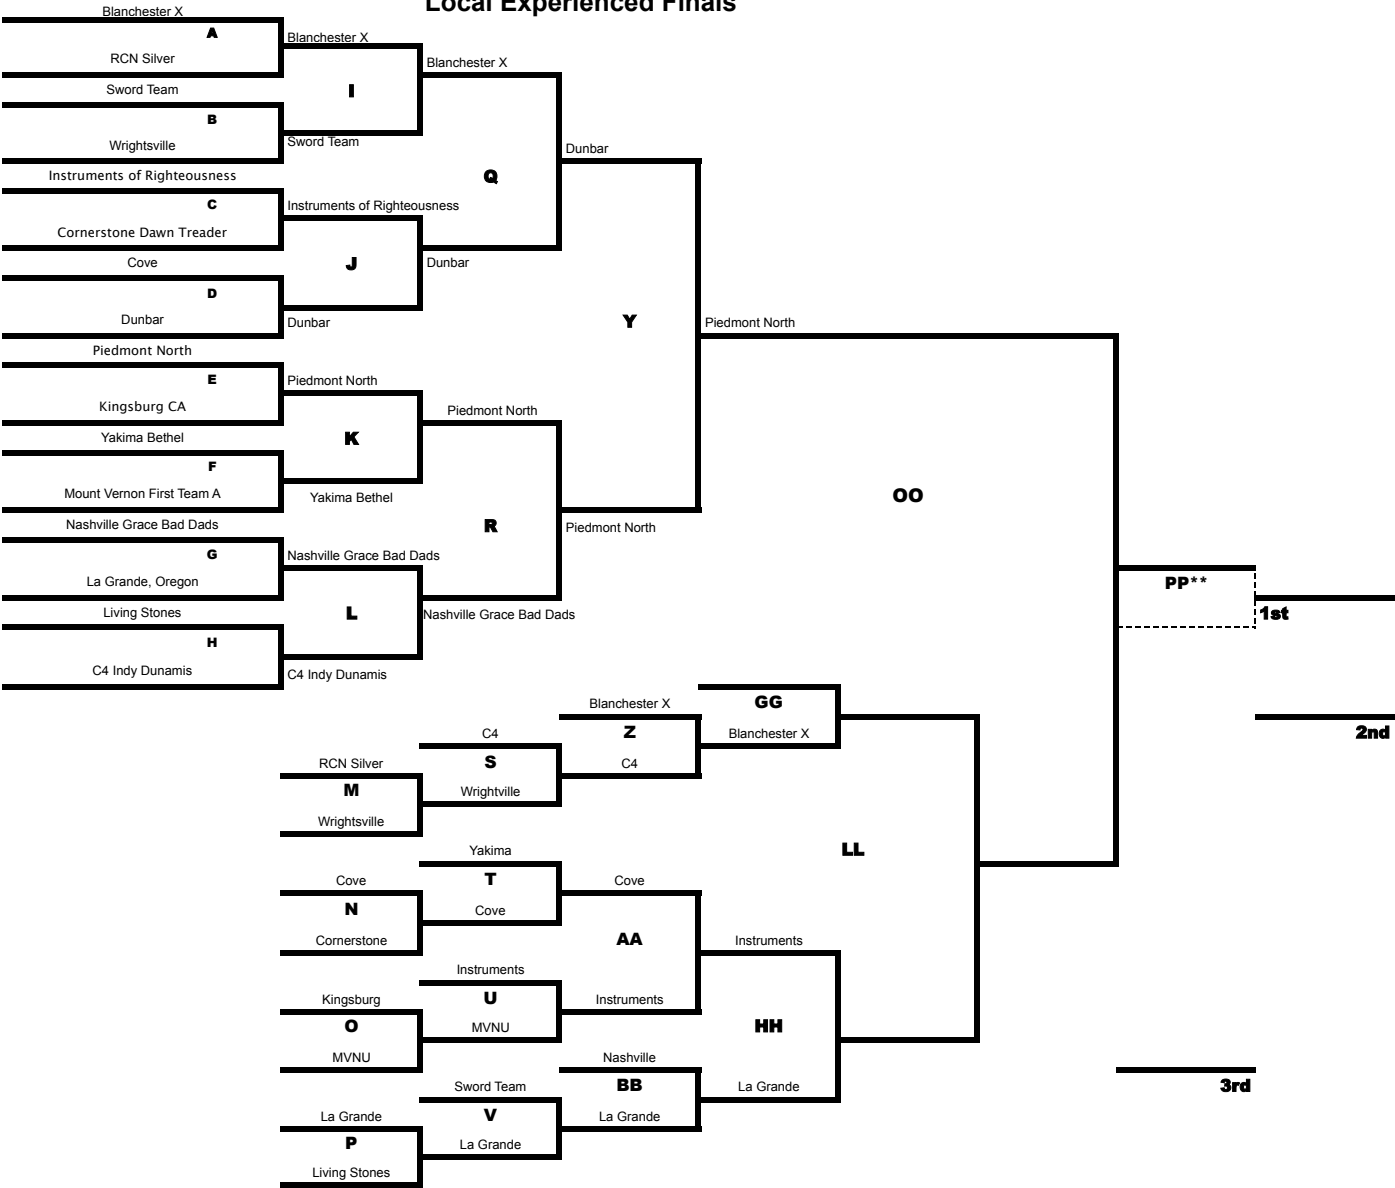 Local Experienced Finals
Blanchester X
A
RCN Silver
Sword Team
B
Wrightsville
Instruments of Righteousness
C
Cornerstone Dawn Treader
Cove
D
Dunbar
Piedmont North
E
Kingsburg CA
Yakima Bethel
F
Mount Vernon First Team A
Nashville Grace Bad Dads
G
La Grande, Oregon
Living Stones
H
C4 Indy Dunamis
Blanchester X
I
Sword Team
Instruments of Righteousness
J
Dunbar
Piedmont North
K
Yakima Bethel
Nashville Grace Bad Dads
L
C4 Indy Dunamis
Blanchester X
Q
Dunbar
Piedmont North
R
Nashville Grace Bad Dads
Dunbar
Y
Piedmont North
Piedmont North
OO
PP**
1st
2nd
3rd
RCN Silver
M
Wrightsville
Cove
N
Cornerstone
Kingsburg
O
MVNU
La Grande
P
Living Stones
C4
S
Wrightville
Yakima
T
Cove
Instruments
U
MVNU
Sword Team
V
La Grande
Blanchester X
Z
C4
Cove
AA
Instruments
Nashville
BB
La Grande
GG
Blanchester X
Instruments
HH
La Grande
LL